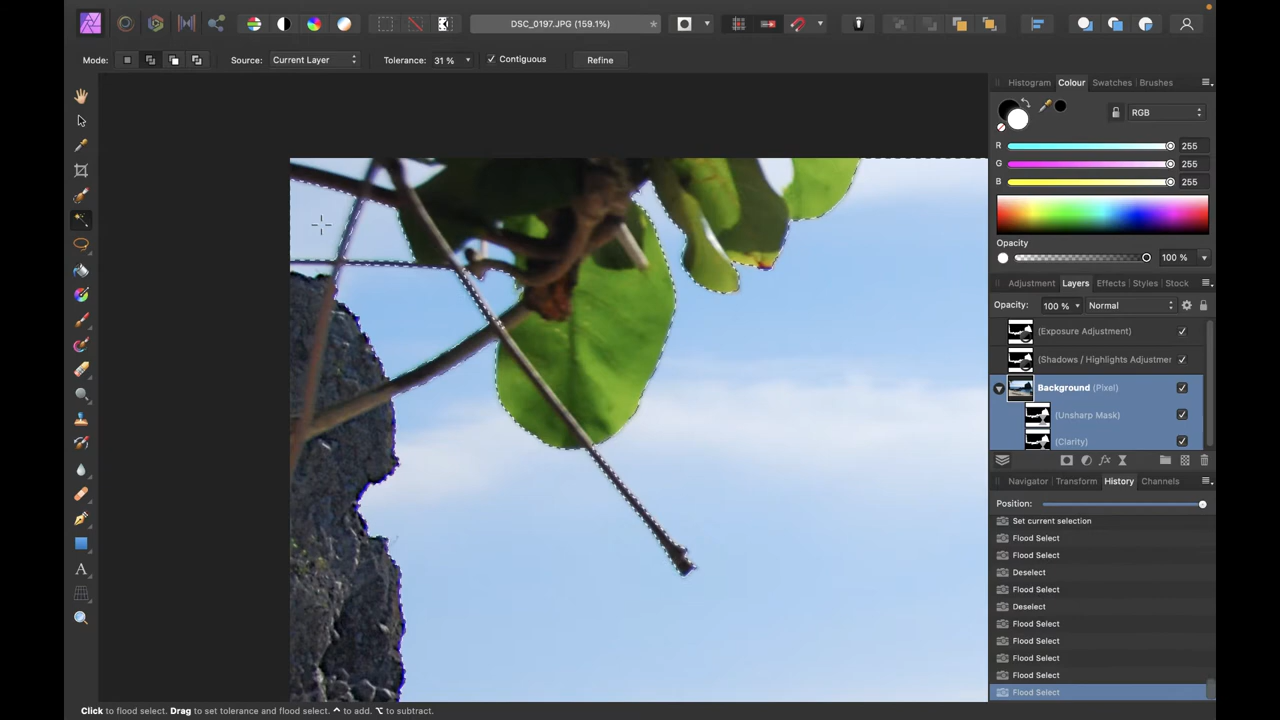 DSC_0197.JPG (159.1%)
Mode:
Source: Current Layer
Tolerance: 31 %
Contiguous
Refine
Histogram Colour Swatches Brushes
RGB
R 255
G 255
B 255
Opacity
100 %
Adjustment Layers Effects Styles Stock
Opacity: 100 % Normal
(Exposure Adjustment)
(Shadows / Highlights Adjustmer
Background (Pixel)
(Unsharp Mask)
(Clarity)
Navigator Transform History Channels
Position:
Set current selection
Flood Select
Flood Select
Deselect
Flood Select
Deselect
Flood Select
Flood Select
Flood Select
Flood Select
Flood Select
A
Click to flood select. Drag to set tolerance and flood select. ^ to add. ⌥ to subtract.